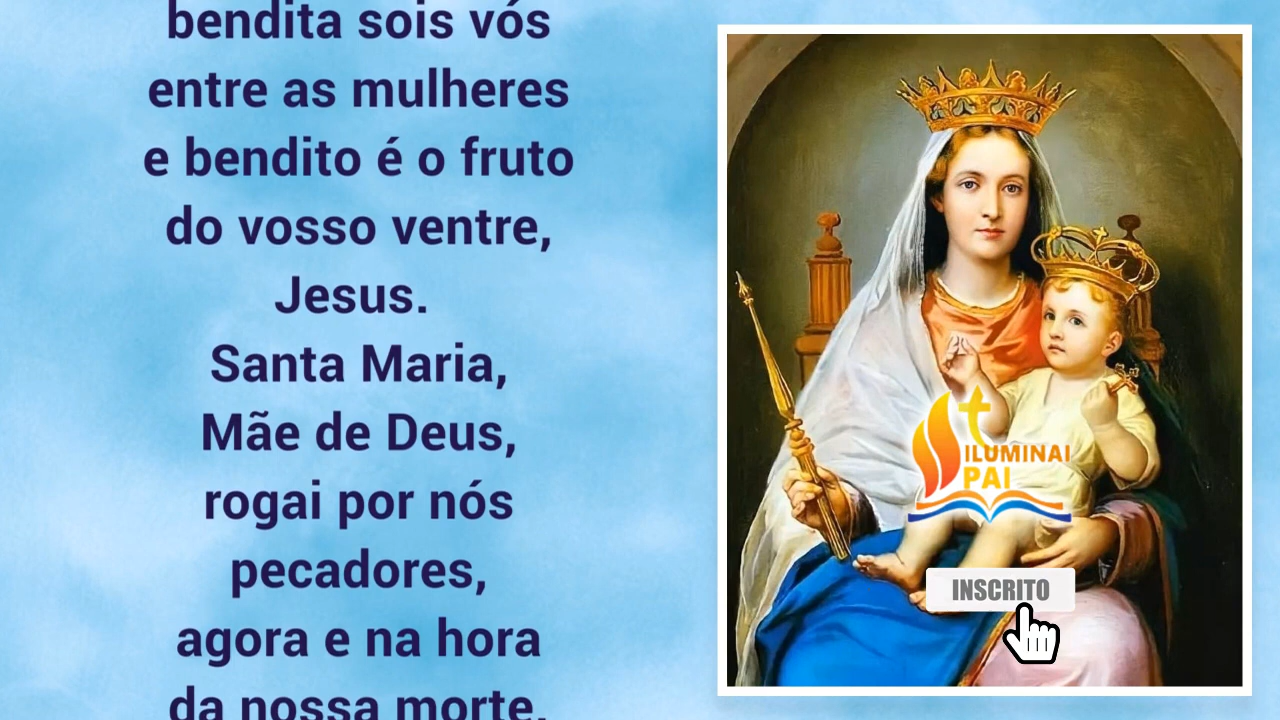 bendita sois vós
entre as mulheres
e bendito é o fruto
do vosso ventre,
Jesus.
Santa Maria,
Mãe de Deus,
rogai por nós
pecadores,
agora e na hora
da nossa morte.
ILUMINAI
PAI
INSCRITO